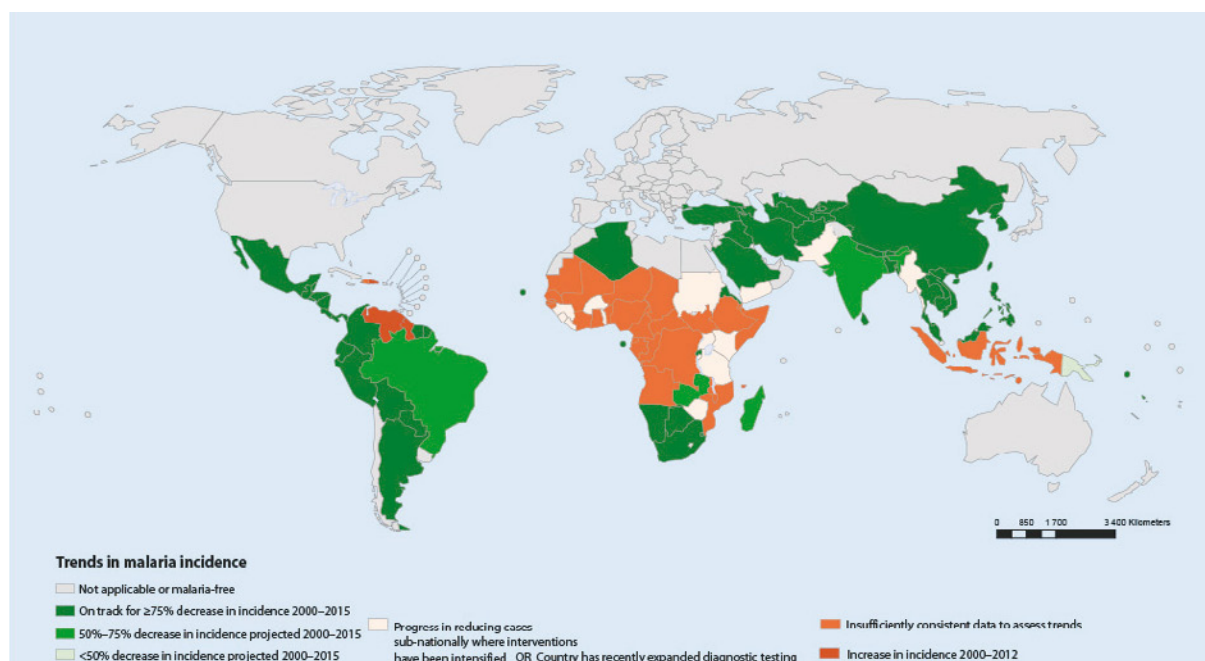 0 850 1 700 3 400 Kilometers
Trends in malaria incidence
Not applicable or malaria-free
On track for ≥75% decrease in incidence 2000–2015
50%–75% decrease in incidence projected 2000–2015
<50% decrease in incidence projected 2000–2015
Progress in reducing cases
sub-nationally where interventions
have been intensified OR Country has recently expanded diagnostic testing
Insufficiently consistent data to assess trends
Increase in incidence 2000–2012